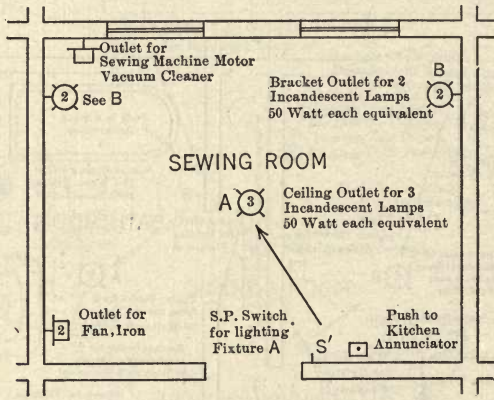 Outlet for
Sewing Machine Motor
Vacuum Cleaner
2 See B
Bracket Outlet for 2
Incandescent Lamps
50 Watt each equivalent
B
2
SEWING ROOM
A 3
Ceiling Outlet for 3
Incandescent Lamps
50 Watt each equivalent
2
Outlet for
Fan, Iron
S.P. Switch
for lighting
Fixture A
S'
Push to
Kitchen
Annunciator